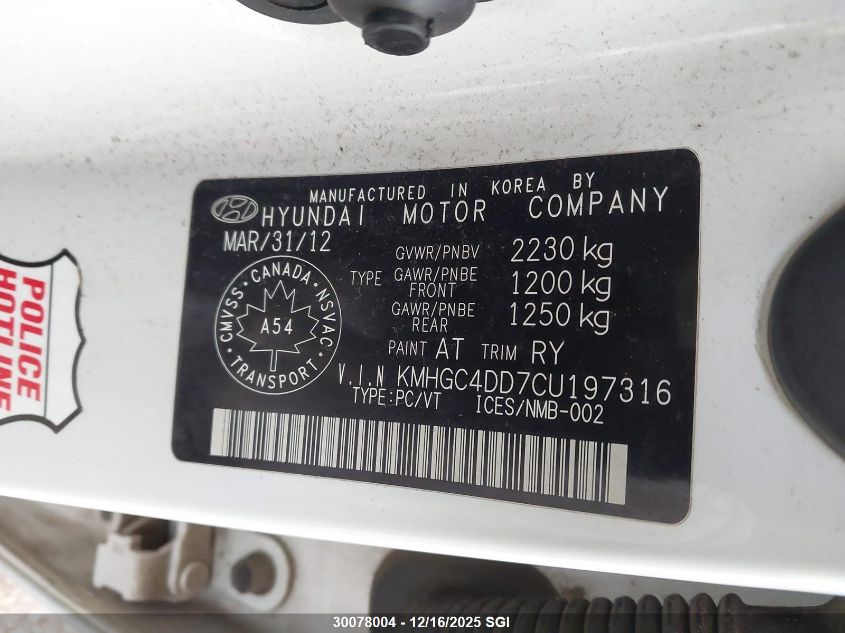 MANUFACTURED IN KOREA BY
HYUNDAI MOTOR COMPANY
MAR/31/12
GVWR/PNBV 2230 kg
TYPE GAWR/PNBE FRONT 1200 kg
GAWR/PNBE REAR 1250 kg
CMVSS · CANADA · NSVAC · TRANSPORT ·
A54
PAINT AT TRIM RY
V.I.N KMHGC4DD7CU197316
TYPE:PC/VT ICES/NMB-002
POLICE
HOTLINE
30078004 - 12/16/2025 SGI